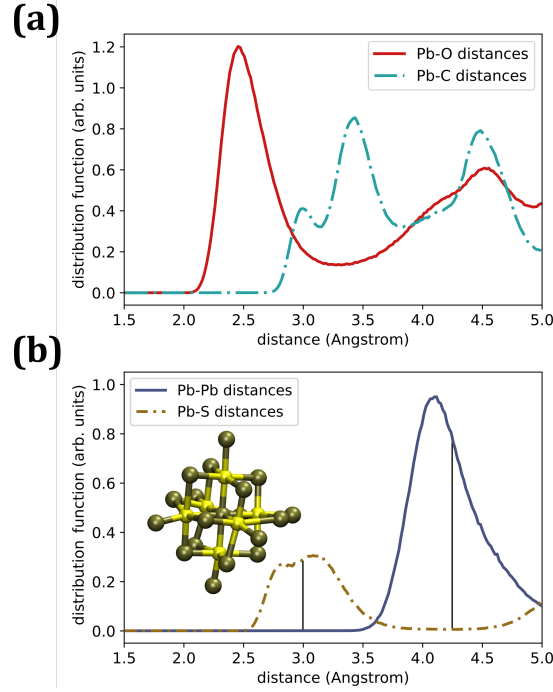 (a)
distribution function (arb. units)
1.2
1.0
0.8
0.6
0.4
0.2
0.0
Pb-O distances
Pb-C distances
1.5 2.0 2.5 3.0 3.5 4.0 4.5 5.0
distance (Angstrom)
(b)
distribution function (arb. units)
1.0
0.8
0.6
0.4
0.2
0.0
Pb-Pb distances
Pb-S distances
1.5 2.0 2.5 3.0 3.5 4.0 4.5 5.0
distance (Angstrom)